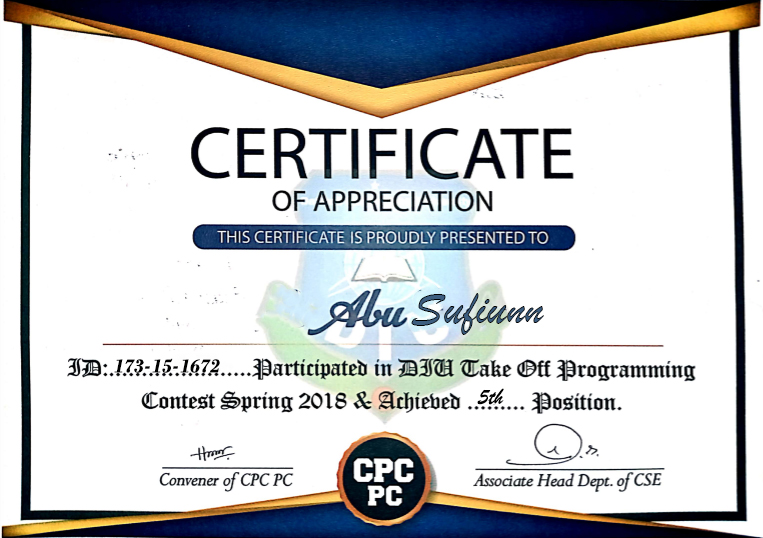 CERTIFICATE
OF APPRECIATION
THIS CERTIFICATE IS PROUDLY PRESENTED TO
Abu Sufiunn
ID:.173-15-1672.....Participated in DIU Take Off Programming
Contest Spring 2018 & Achieved ..5th...... Position.
Convener of CPC PC
CPC
PC
Associate Head Dept. of CSE